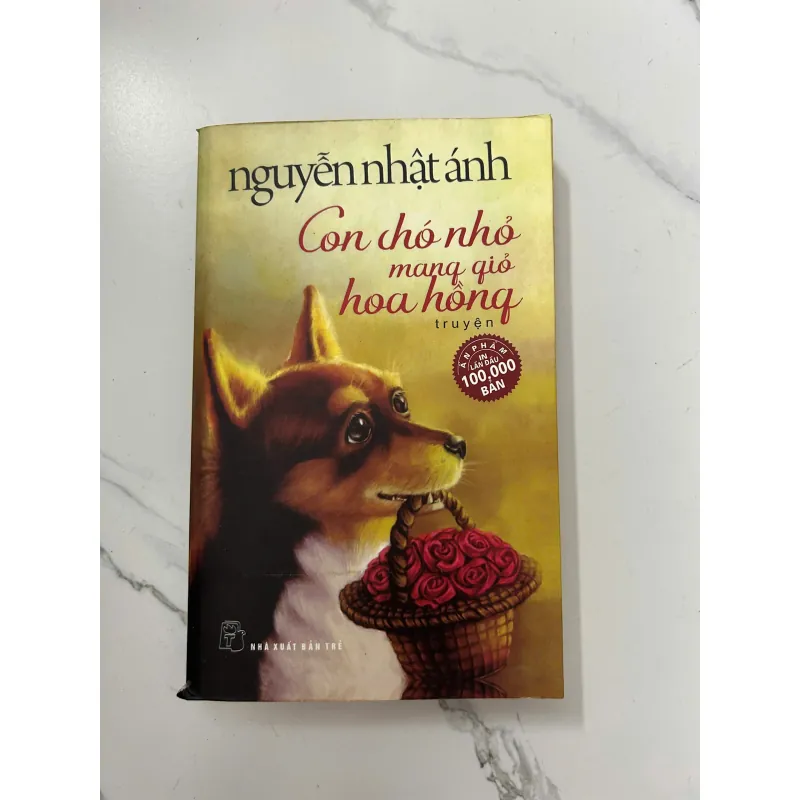 nguyễn nhật ánh
Con chó nhỏ
mang giỏ
hoa hồng
truyện
ẤN PHẨM
IN
LẦN ĐẦU
100,000
BẢN
T
NHÀ XUẤT BẢN TRẺ